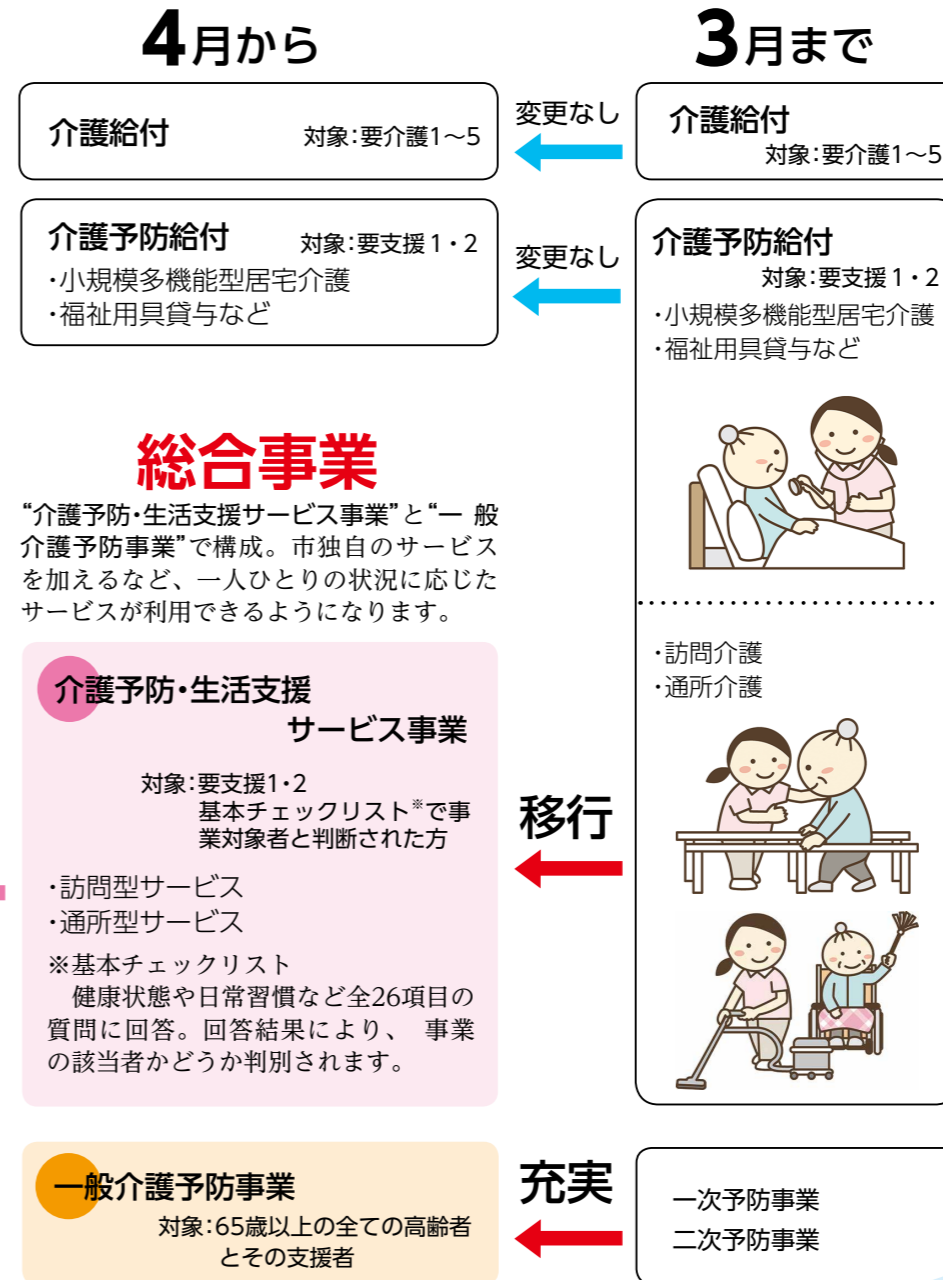 4月から
3月まで
介護給付
対象:要介護1～5
変更なし
介護給付
対象:要介護1～5
介護予防給付
対象:要支援1・2
・小規模多機能型居宅介護
・福祉用具貸与など
変更なし
介護予防給付
対象:要支援1・2
・小規模多機能型居宅介護
・福祉用具貸与など
総合事業
“介護予防・生活支援サービス事業”と“一 般
介護予防事業”で構成。市独自のサービス
を加えるなど、一人ひとりの状況に応じた
サービスが利用できるようになります。
介護予防・生活支援
サービス事業
対象:要支援1・2
基本チェックリスト※で事
業対象者と判断された方
・訪問型サービス
・通所型サービス
※基本チェックリスト
健康状態や日常習慣など全26項目の
質問に回答。回答結果により、 事業
の該当者かどうか判別されます。
移行
・訪問介護
・通所介護
一般介護予防事業
対象:65歳以上の全ての高齢者
とその支援者
充実
一次予防事業
二次予防事業